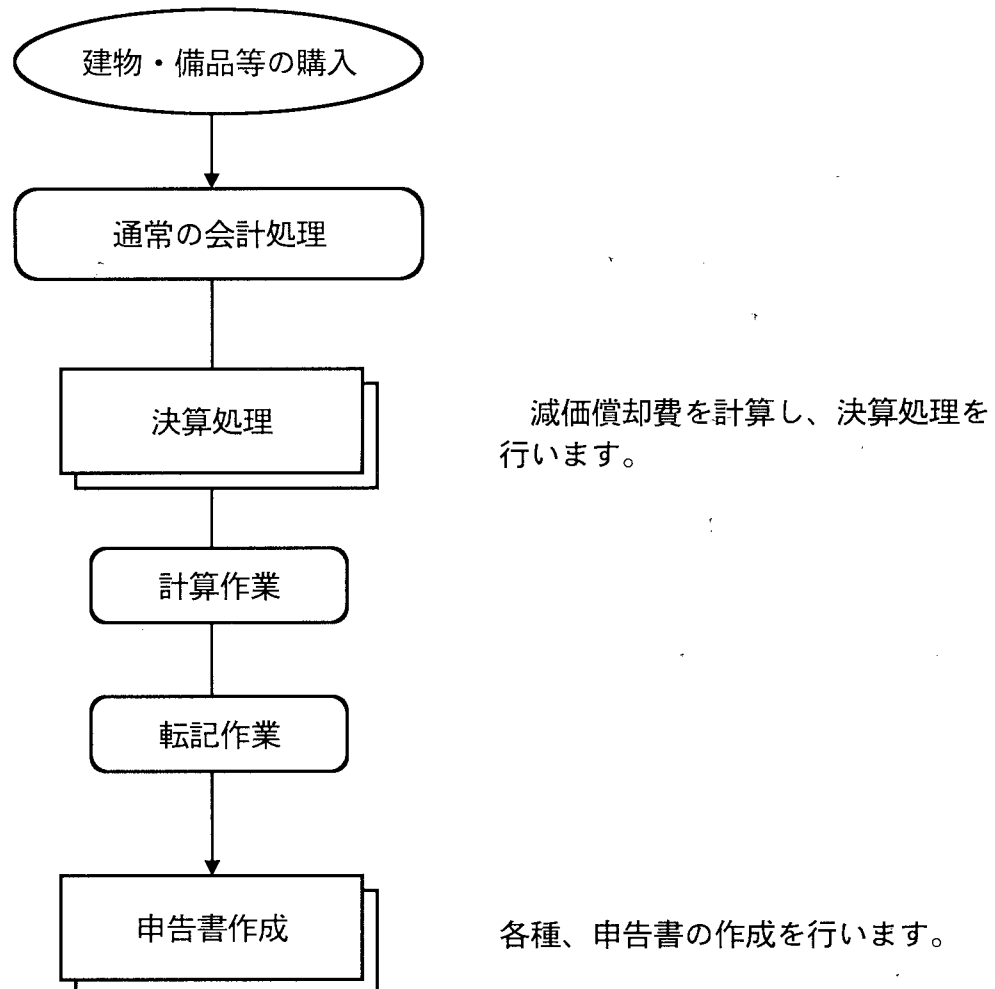 建物・備品等の購入
通常の会計処理
決算処理
減価償却費を計算し、決算処理を
行います。
計算作業
転記作業
申告書作成
各種、申告書の作成を行います。